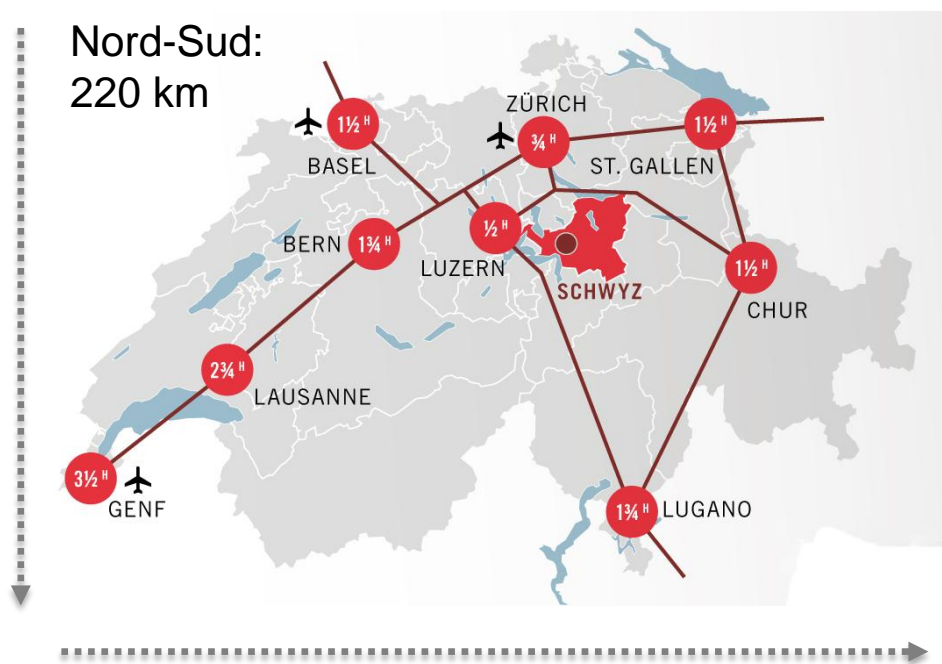 Nord-Sud:
220 km
ZÜRICH
1½ H
¾ H
1½ H
BASEL
ST. GALLEN
BERN
1¾ H
½ H
LUZERN
SCHWYZ
1½ H
CHUR
2¾ H
LAUSANNE
3½ H
GENF
1¾ H
LUGANO